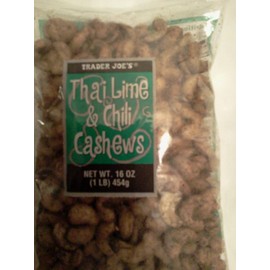 TRADER JOE'S
Thai Lime
& Chili
Cashews
NET WT. 16 OZ
(1 LB) 454g